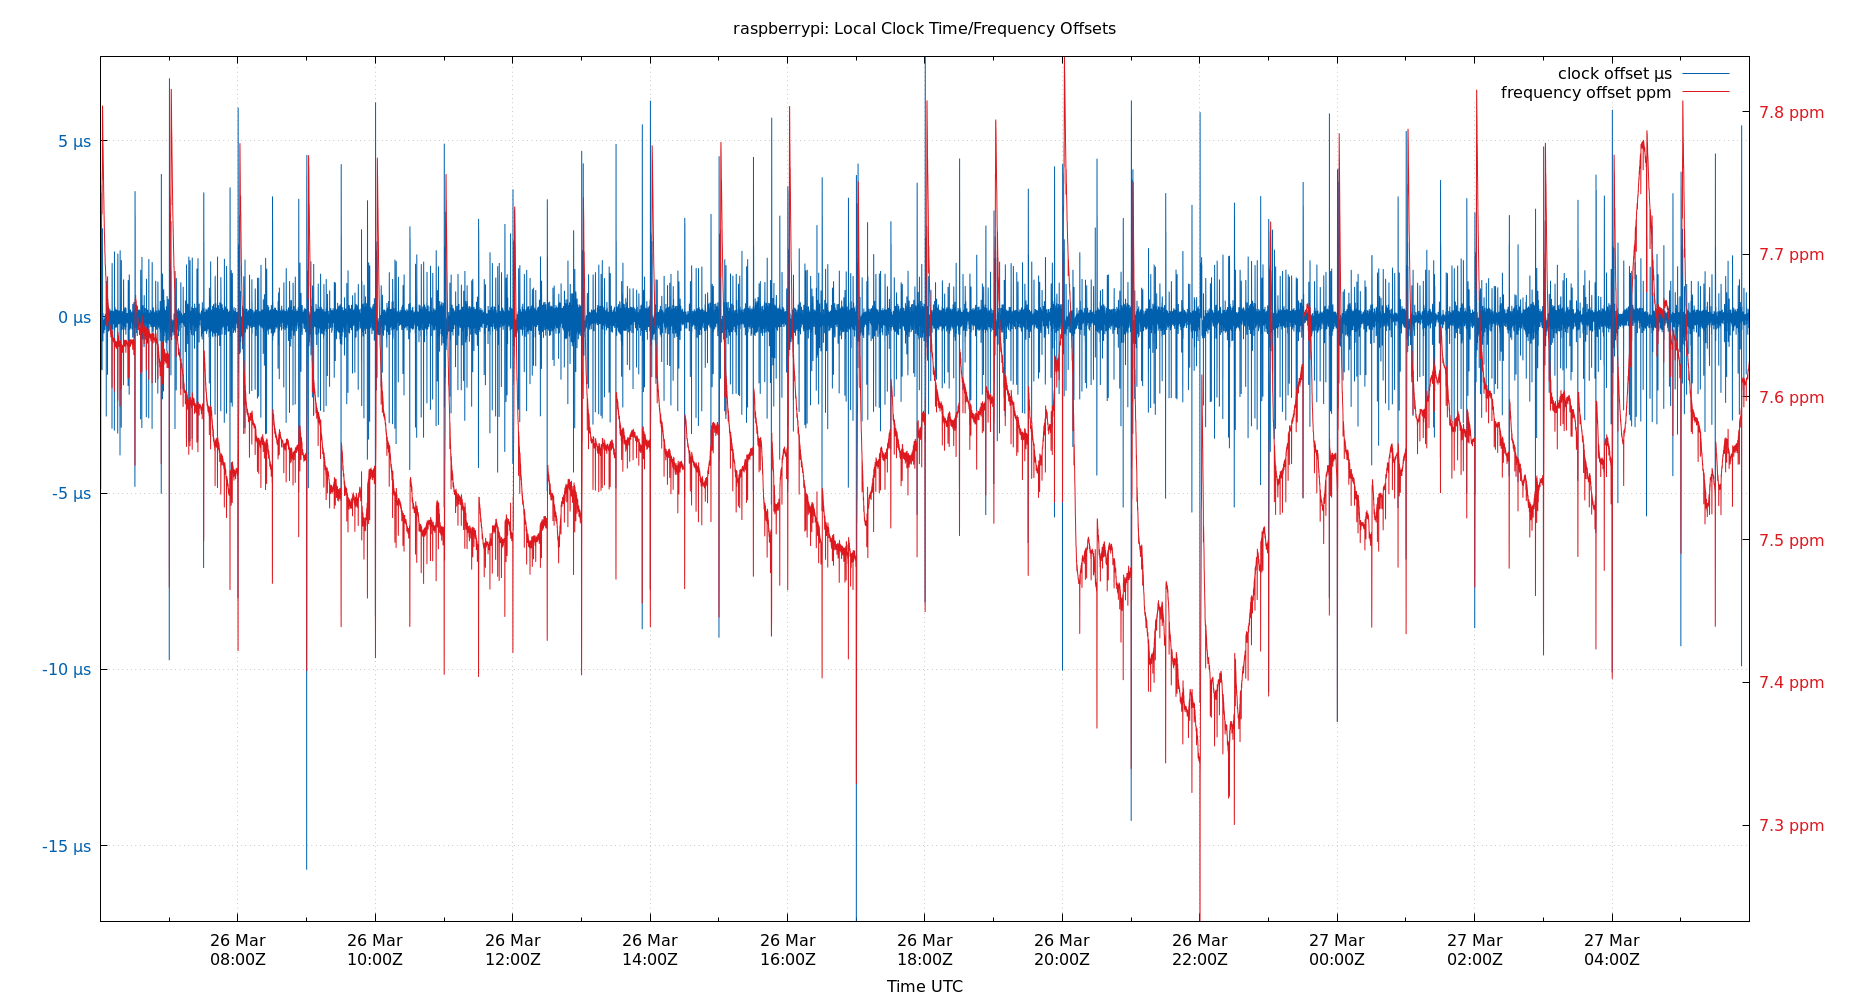 raspberrypi: Local Clock Time/Frequency Offsets
clock offset µs
frequency offset ppm
5 µs
0 µs
-5 µs
-10 µs
-15 µs
7.8 ppm
7.7 ppm
7.6 ppm
7.5 ppm
7.4 ppm
7.3 ppm
26 Mar 26 Mar 26 Mar 26 Mar 26 Mar 26 Mar 26 Mar 26 Mar 27 Mar 27 Mar 27 Mar
08:00Z 10:00Z 12:00Z 14:00Z 16:00Z 18:00Z 20:00Z 22:00Z 00:00Z 02:00Z 04:00Z
Time UTC